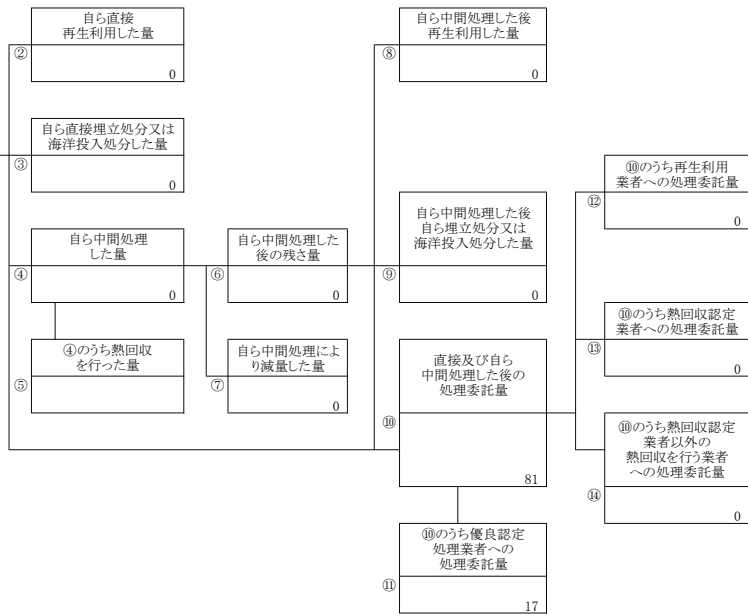 自ら直接
再生利用した量
②
0
自ら中間処理した後
再生利用した量
⑧
0
自ら直接埋立処分又は
海洋投入処分した量
③
0
⑩のうち再生利用
業者への処理委託量
⑫
0
自ら中間処理
した量
④
0
自ら中間処理した
後の残さ量
⑥
0
自ら中間処理した後
自ら埋立処分又は
海洋投入処分した量
⑨
0
⑩のうち熱回収認定
業者への処理委託量
⑬
0
④のうち熱回収
を行った量
⑤
自ら中間処理によ
り減量した量
⑦
0
直接及び自ら
中間処理した後の
処理委託量
⑩
81
⑩のうち熱回収認定
業者以外の
熱回収を行う業者
への処理委託量
⑭
0
⑩のうち優良認定
処理業者への
処理委託量
⑪
17